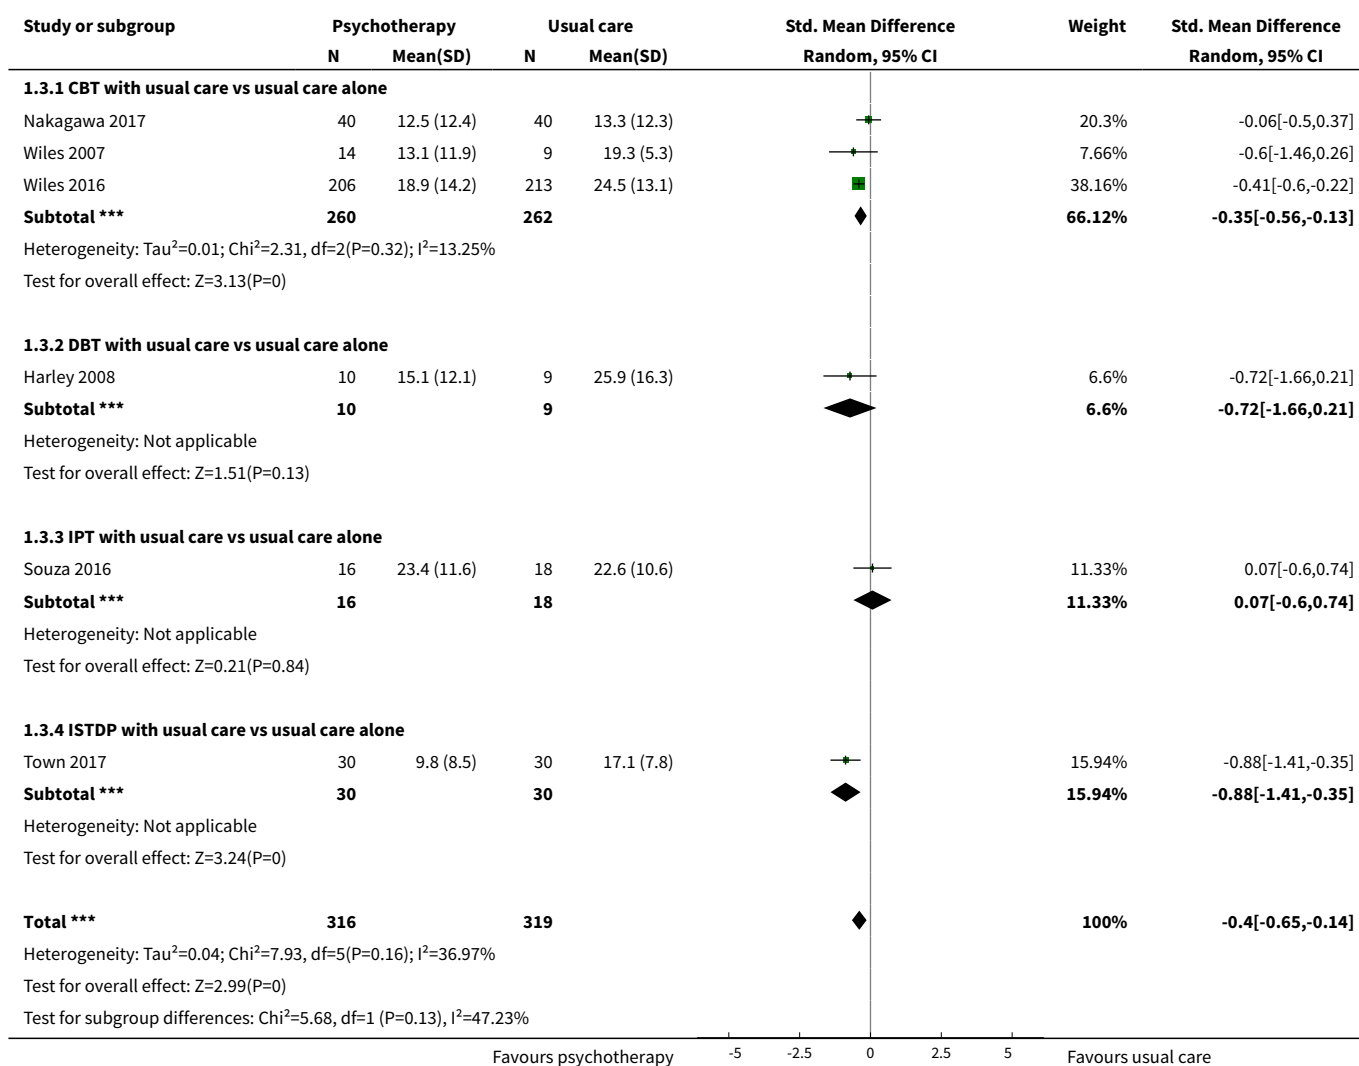 Study or subgroup Psychotherapy Usual care Std. Mean Difference Weight Std. Mean Difference
N Mean(SD) N Mean(SD) Random, 95% CI Random, 95% CI
1.3.1 CBT with usual care vs usual care alone
Nakagawa 2017 40 12.5 (12.4) 40 13.3 (12.3) 20.3% -0.06[-0.5,0.37]
Wiles 2007 14 13.1 (11.9) 9 19.3 (5.3) 7.66% -0.6[-1.46,0.26]
Wiles 2016 206 18.9 (14.2) 213 24.5 (13.1) 38.16% -0.41[-0.6,-0.22]
Subtotal *** 260 262 66.12% -0.35[-0.56,-0.13]
Heterogeneity: Tau²=0.01; Chi²=2.31, df=2(P=0.32); I²=13.25%
Test for overall effect: Z=3.13(P=0)
1.3.2 DBT with usual care vs usual care alone
Harley 2008 10 15.1 (12.1) 9 25.9 (16.3) 6.6% -0.72[-1.66,0.21]
Subtotal *** 10 9 6.6% -0.72[-1.66,0.21]
Heterogeneity: Not applicable
Test for overall effect: Z=1.51(P=0.13)
1.3.3 IPT with usual care vs usual care alone
Souza 2016 16 23.4 (11.6) 18 22.6 (10.6) 11.33% 0.07[-0.6,0.74]
Subtotal *** 16 18 11.33% 0.07[-0.6,0.74]
Heterogeneity: Not applicable
Test for overall effect: Z=0.21(P=0.84)
1.3.4 ISTDP with usual care vs usual care alone
Town 2017 30 9.8 (8.5) 30 17.1 (7.8) 15.94% -0.88[-1.41,-0.35]
Subtotal *** 30 30 15.94% -0.88[-1.41,-0.35]
Heterogeneity: Not applicable
Test for overall effect: Z=3.24(P=0)
Total *** 316 319 100% -0.4[-0.65,-0.14]
Heterogeneity: Tau²=0.04; Chi²=7.93, df=5(P=0.16); I²=36.97%
Test for overall effect: Z=2.99(P=0)
Test for subgroup differences: Chi²=5.68, df=1 (P=0.13), I²=47.23%
Favours psychotherapy -5 -2.5 0 2.5 5 Favours usual care